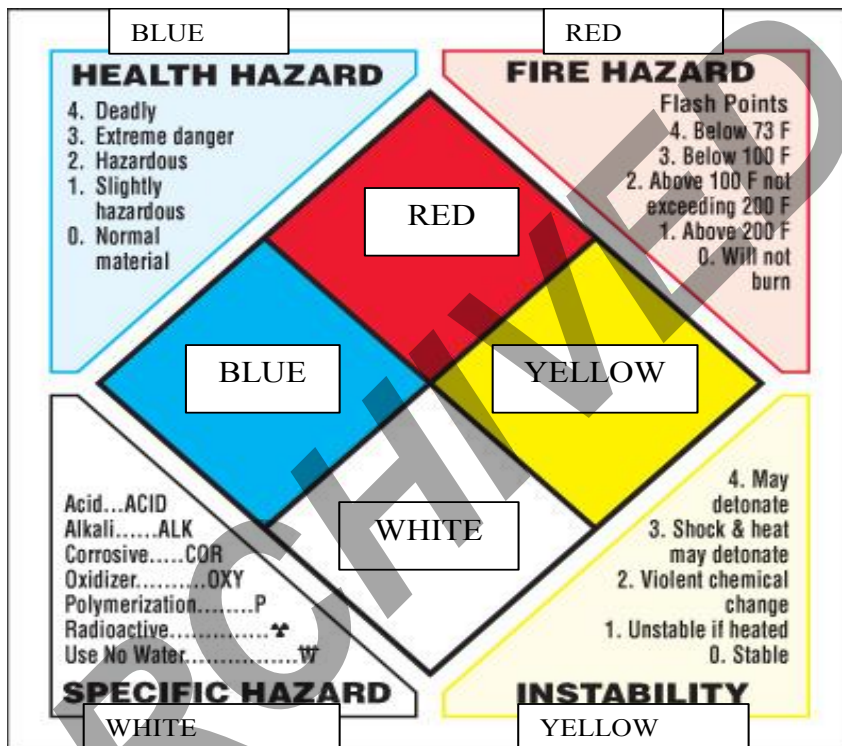 BLUE
RED
HEALTH HAZARD
4. Deadly
3. Extreme danger
2. Hazardous
1. Slightly
hazardous
0. Normal
material
FIRE HAZARD
Flash Points
4. Below 73 F
3. Below 100 F
2. Above 100 F not
exceeding 200 F
1. Above 200 F
0. Will not
burn
RED
BLUE
YELLOW
WHITE
Acid...ACID
Alkali......ALK
Corrosive.....COR
Oxidizer..........OXY
Polymerization........P
Radioactive..............☢
Use No Water.................W
SPECIFIC HAZARD
WHITE
4. May
detonate
3. Shock & heat
may detonate
2. Violent chemical
change
1. Unstable if heated
0. Stable
INSTABILITY
YELLOW
RCHIVED